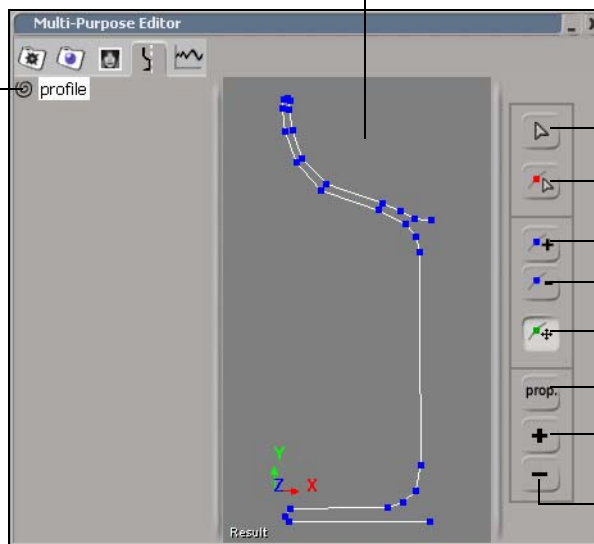 Multi-Purpose Editor
profile
prop.
Y
Z
X
Result